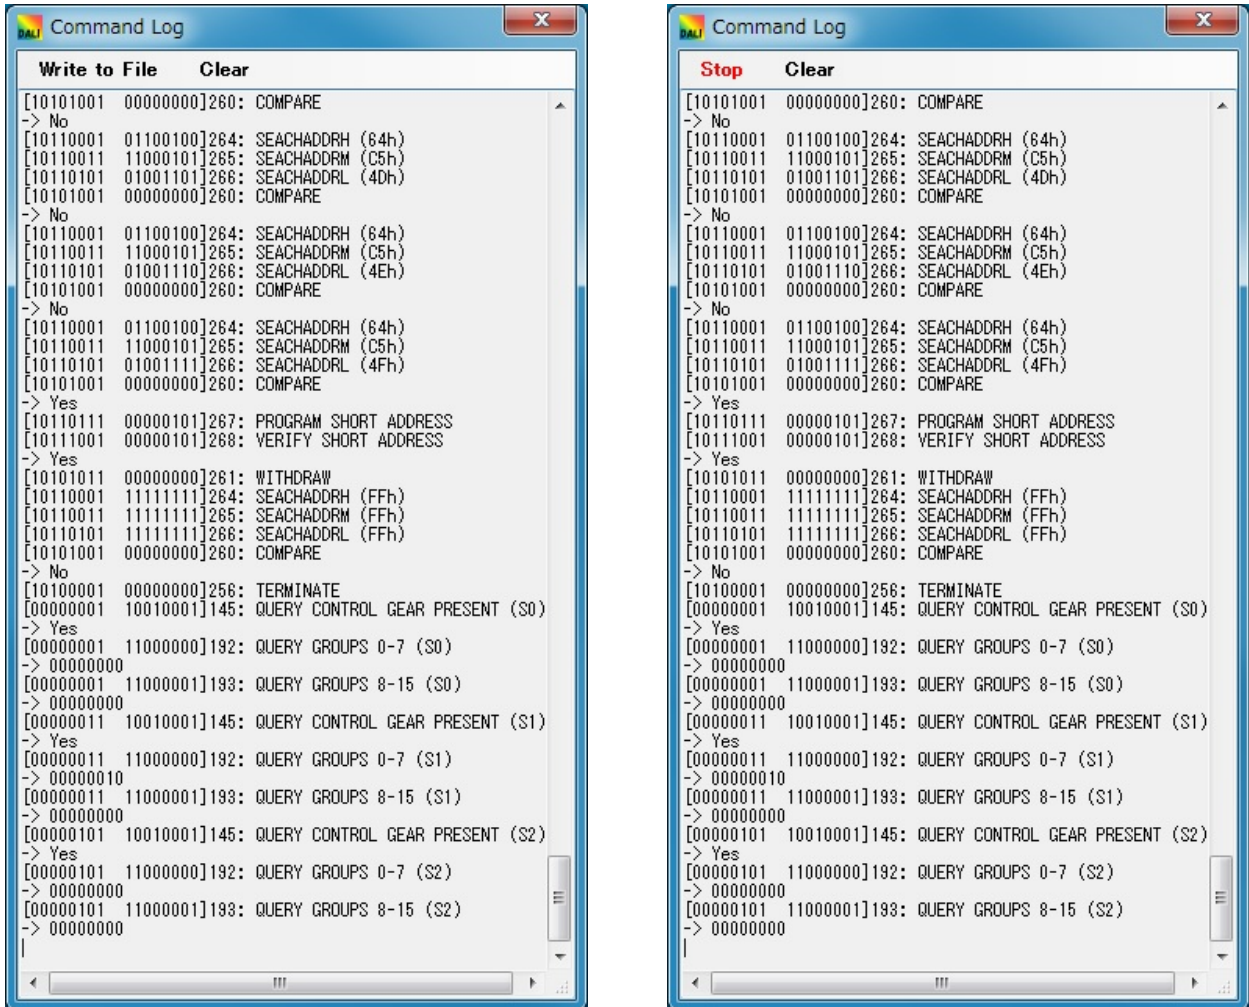 DALI Command Log
Write to File Clear
[10101001 00000000]260: COMPARE
-> No
[10110001 01100100]264: SEACHADDRH (64h)
[10110011 11000101]265: SEACHADDRM (C5h)
[10110101 01001101]266: SEACHADDRL (4Dh)
[10101001 00000000]260: COMPARE
-> No
[10110001 01100100]264: SEACHADDRH (64h)
[10110011 11000101]265: SEACHADDRM (C5h)
[10110101 01001110]266: SEACHADDRL (4Eh)
[10101001 00000000]260: COMPARE
-> No
[10110001 01100100]264: SEACHADDRH (64h)
[10110011 11000101]265: SEACHADDRM (C5h)
[10110101 01001111]266: SEACHADDRL (4Fh)
[10101001 00000000]260: COMPARE
-> Yes
[10110111 00000101]267: PROGRAM SHORT ADDRESS
[10111001 00000101]268: VERIFY SHORT ADDRESS
-> Yes
[10101011 00000000]261: WITHDRAW
[10110001 11111111]264: SEACHADDRH (FFh)
[10110011 11111111]265: SEACHADDRM (FFh)
[10110101 11111111]266: SEACHADDRL (FFh)
[10101001 00000000]260: COMPARE
-> No
[10100001 00000000]256: TERMINATE
[00000001 10010001]145: QUERY CONTROL GEAR PRESENT (S0)
-> Yes
[00000001 11000000]192: QUERY GROUPS 0-7 (S0)
-> 00000000
[00000001 11000001]193: QUERY GROUPS 8-15 (S0)
-> 00000000
[00000011 10010001]145: QUERY CONTROL GEAR PRESENT (S1)
-> Yes
[00000011 11000000]192: QUERY GROUPS 0-7 (S1)
-> 00000010
[00000011 11000001]193: QUERY GROUPS 8-15 (S1)
-> 00000000
[00000101 10010001]145: QUERY CONTROL GEAR PRESENT (S2)
-> Yes
[00000101 11000000]192: QUERY GROUPS 0-7 (S2)
-> 00000000
[00000101 11000001]193: QUERY GROUPS 8-15 (S2)
-> 00000000
DALI Command Log
Stop Clear
[10101001 00000000]260: COMPARE
-> No
[10110001 01100100]264: SEACHADDRH (64h)
[10110011 11000101]265: SEACHADDRM (C5h)
[10110101 01001101]266: SEACHADDRL (4Dh)
[10101001 00000000]260: COMPARE
-> No
[10110001 01100100]264: SEACHADDRH (64h)
[10110011 11000101]265: SEACHADDRM (C5h)
[10110101 01001110]266: SEACHADDRL (4Eh)
[10101001 00000000]260: COMPARE
-> No
[10110001 01100100]264: SEACHADDRH (64h)
[10110011 11000101]265: SEACHADDRM (C5h)
[10110101 01001111]266: SEACHADDRL (4Fh)
[10101001 00000000]260: COMPARE
-> Yes
[10110111 00000101]267: PROGRAM SHORT ADDRESS
[10111001 00000101]268: VERIFY SHORT ADDRESS
-> Yes
[10101011 00000000]261: WITHDRAW
[10110001 11111111]264: SEACHADDRH (FFh)
[10110011 11111111]265: SEACHADDRM (FFh)
[10110101 11111111]266: SEACHADDRL (FFh)
[10101001 00000000]260: COMPARE
-> No
[10100001 00000000]256: TERMINATE
[00000001 10010001]145: QUERY CONTROL GEAR PRESENT (S0)
-> Yes
[00000001 11000000]192: QUERY GROUPS 0-7 (S0)
-> 00000000
[00000001 11000001]193: QUERY GROUPS 8-15 (S0)
-> 00000000
[00000011 10010001]145: QUERY CONTROL GEAR PRESENT (S1)
-> Yes
[00000011 11000000]192: QUERY GROUPS 0-7 (S1)
-> 00000010
[00000011 11000001]193: QUERY GROUPS 8-15 (S1)
-> 00000000
[00000101 10010001]145: QUERY CONTROL GEAR PRESENT (S2)
-> Yes
[00000101 11000000]192: QUERY GROUPS 0-7 (S2)
-> 00000000
[00000101 11000001]193: QUERY GROUPS 8-15 (S2)
-> 00000000